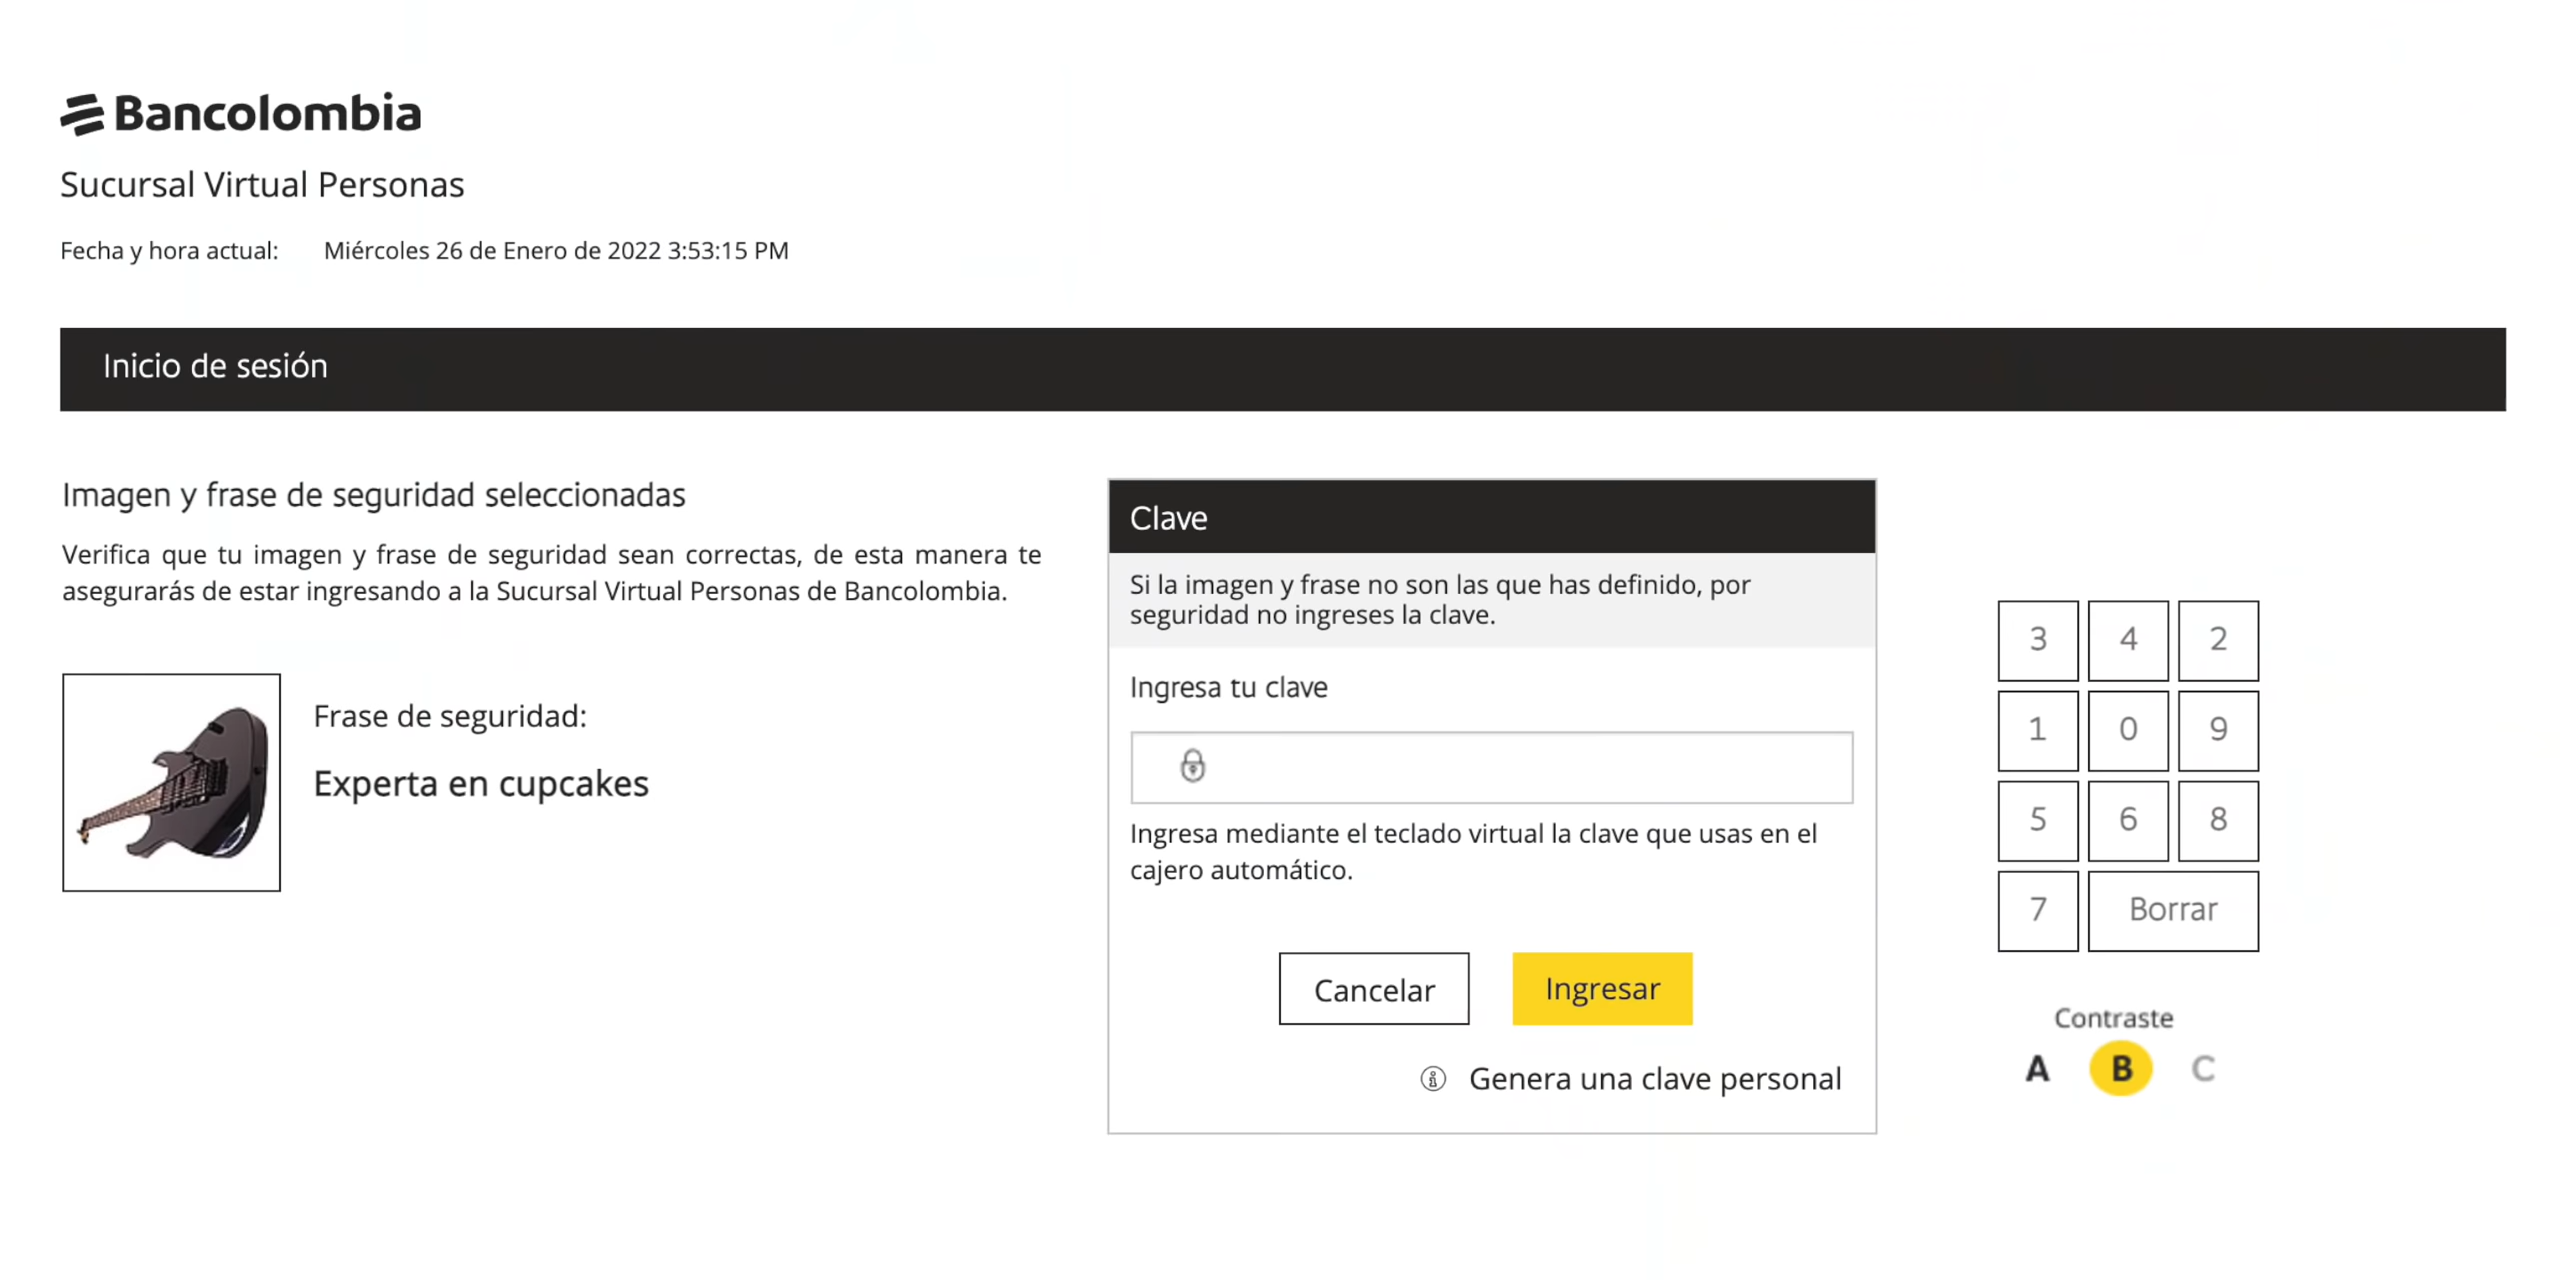 Bancolombia
Sucursal Virtual Personas
Fecha y hora actual: Miércoles 26 de Enero de 2022 3:53:15 PM
Inicio de sesión
Imagen y frase de seguridad seleccionadas
Verifica que tu imagen y frase de seguridad sean correctas, de esta manera te
asegurarás de estar ingresando a la Sucursal Virtual Personas de Bancolombia.
Frase de seguridad:
Experta en cupcakes
Clave
Si la imagen y frase no son las que has definido, por
seguridad no ingreses la clave.
Ingresa tu clave
Ingresa mediante el teclado virtual la clave que usas en el
cajero automático.
Cancelar Ingresar
Genera una clave personal
3 4 2
1 0 9
5 6 8
7 Borrar
Contraste
A B C